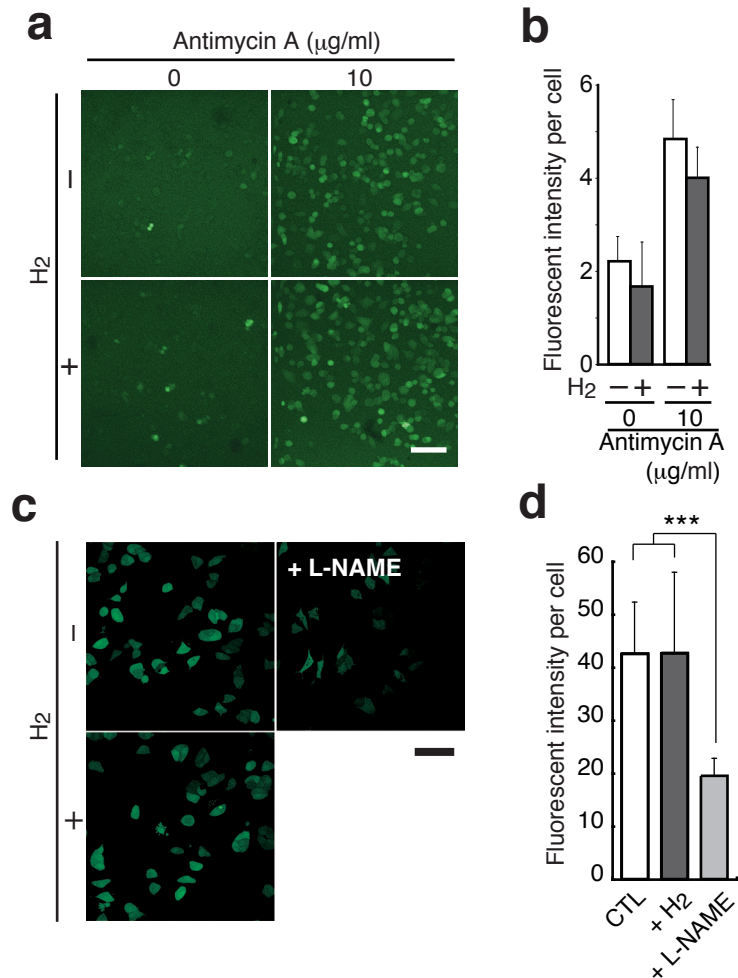 a
Antimycin A (μg/ml)
0 10
H2
−
+
b
Fluorescent intensity per cell
6
4
2
0
H2 − + − +
0 10
Antimycin A
(μg/ml)
c
+ L-NAME
H2
−
+
d
***
Fluorescent intensity per cell
60
50
40
30
20
10
0
CTL
+ H2
+ L-NAME